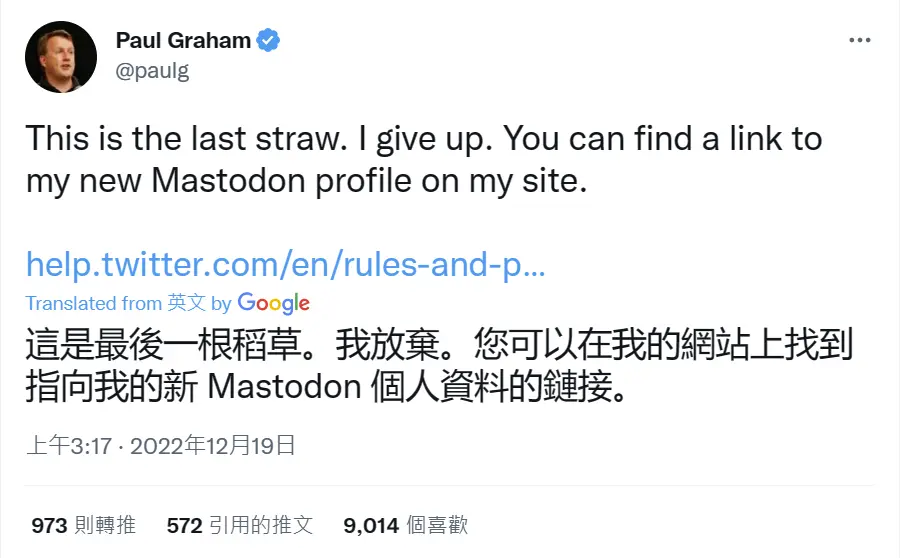 Paul Graham
@paulg
This is the last straw. I give up. You can find a link to
my new Mastodon profile on my site.
help.twitter.com/en/rules-and-p...
Translated from 英文 by Google
這是最後一根稻草。我放棄。您可以在我的網站上找到
指向我的新 Mastodon 個人資料的鏈接。
上午3:17 · 2022年12月19日
973 則轉推 572 引用的推文 9,014 個喜歡